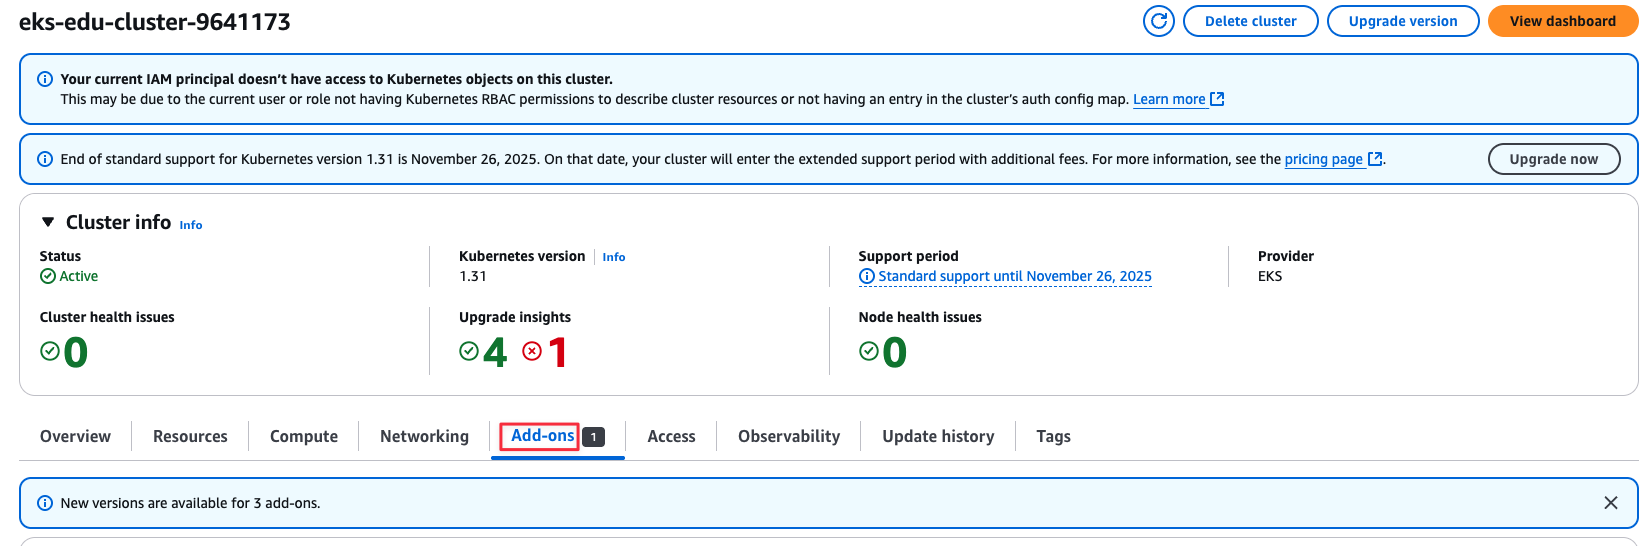 eks-edu-cluster-9641173
Delete cluster
Upgrade version
View dashboard
Your current IAM principal doesn't have access to Kubernetes objects on this cluster.
This may be due to the current user or role not having Kubernetes RBAC permissions to describe cluster resources or not having an entry in the cluster's auth config map. Learn more
End of standard support for Kubernetes version 1.31 is November 26, 2025. On that date, your cluster will enter the extended support period with additional fees. For more information, see the pricing page.
Upgrade now
Cluster info Info
Status
Active
Kubernetes version Info
1.31
Support period
Standard support until November 26, 2025
Provider
EKS
Cluster health issues
0
Upgrade insights
4 1
Node health issues
0
Overview
Resources
Compute
Networking
Add-ons 1
Access
Observability
Update history
Tags
New versions are available for 3 add-ons.